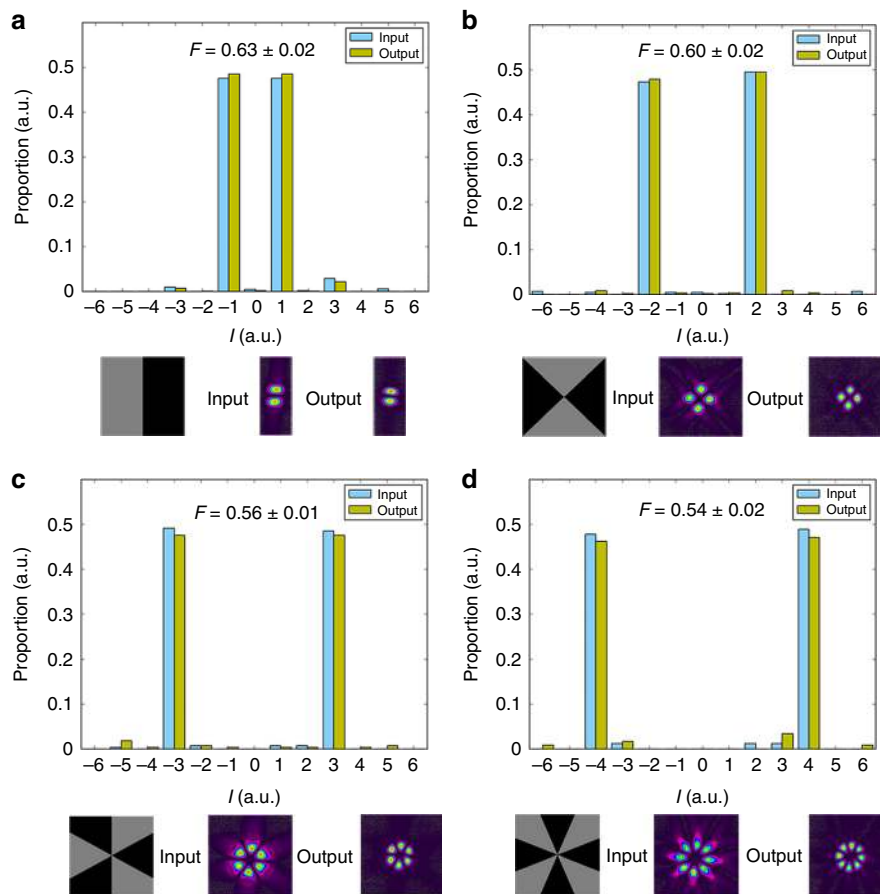 a
F = 0.63 ± 0.02
Input
Output
Proportion (a.u.)
0.5
0.4
0.3
0.2
0.1
0
–6 –5 –4 –3 –2 –1 0 1 2 3 4 5 6
l (a.u.)
Input Output
b
F = 0.60 ± 0.02
Input
Output
Proportion (a.u.)
0.5
0.4
0.3
0.2
0.1
0
–6 –5 –4 –3 –2 –1 0 1 2 3 4 5 6
l (a.u.)
Input Output
c
F = 0.56 ± 0.01
Input
Output
Proportion (a.u.)
0.5
0.4
0.3
0.2
0.1
0
–6 –5 –4 –3 –2 –1 0 1 2 3 4 5 6
l (a.u.)
Input Output
d
F = 0.54 ± 0.02
Input
Output
Proportion (a.u.)
0.5
0.4
0.3
0.2
0.1
0
–6 –5 –4 –3 –2 –1 0 1 2 3 4 5 6
l (a.u.)
Input Output